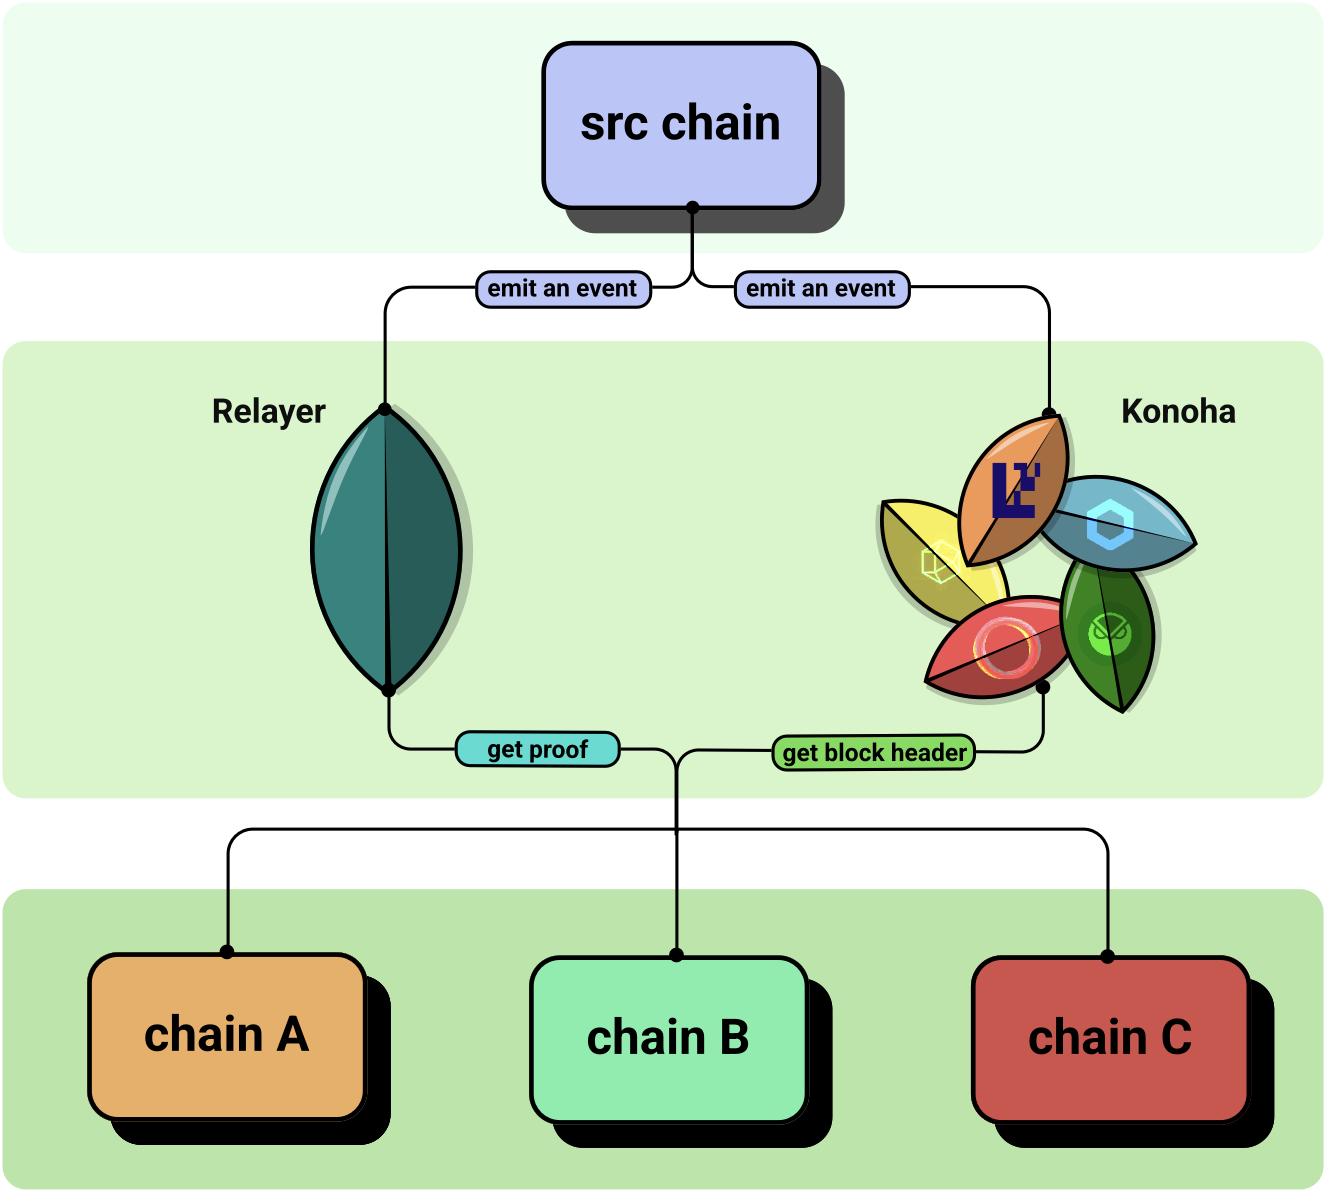 src chain
emit an event
emit an event
Relayer
Konoha
get proof
get block header
chain A
chain B
chain C